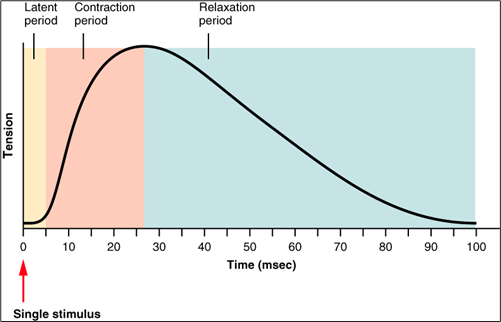 Latent
period
Contraction
period
Relaxation
period
Tension
0 10 20 30 40 50 60 70 80 90 100
Time (msec)
Single stimulus